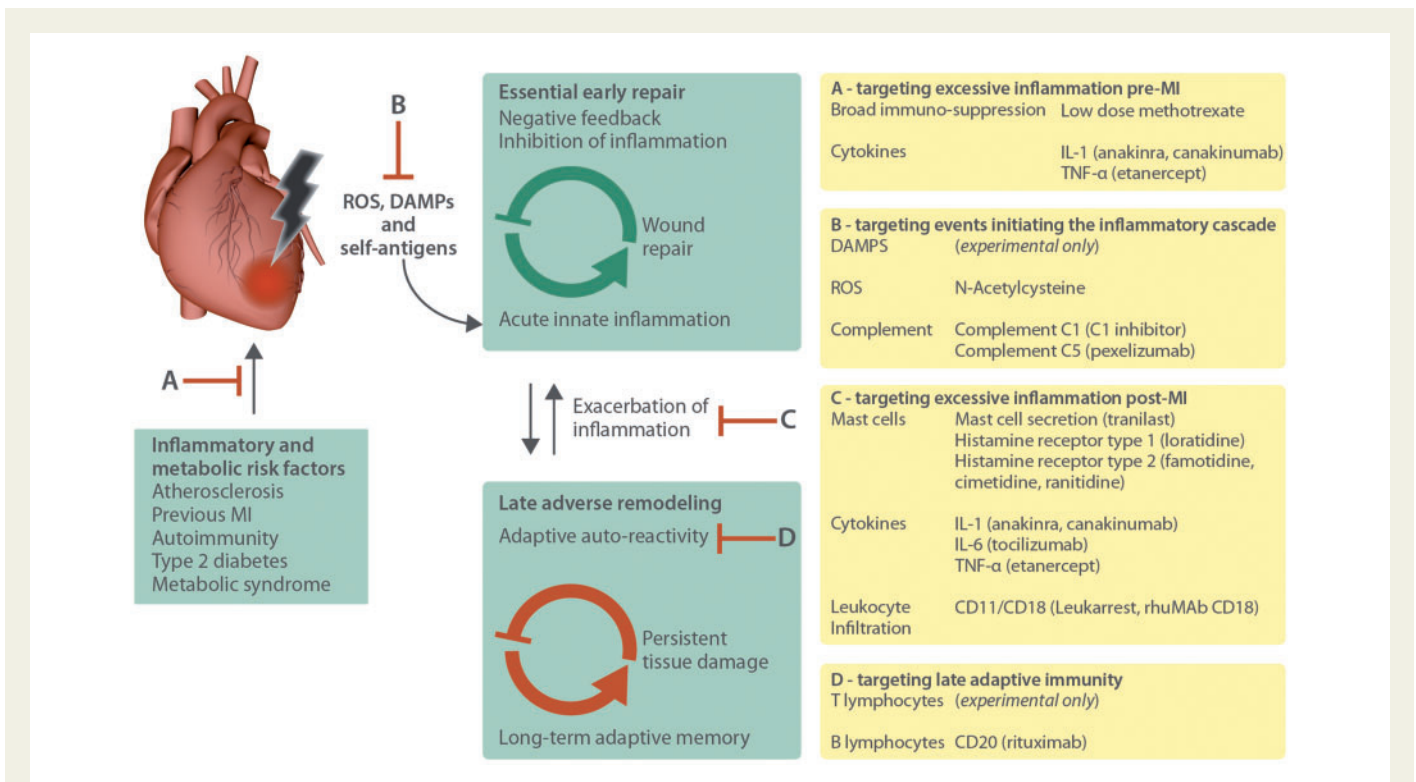 B
ROS, DAMPs
and
self-antigens
A
Inflammatory and
metabolic risk factors
Atherosclerosis
Previous MI
Autoimmunity
Type 2 diabetes
Metabolic syndrome
Essential early repair
Negative feedback
Inhibition of inflammation
Wound
repair
Acute innate inflammation
Exacerbation of
inflammation
C
Late adverse remodeling
Adaptive auto-reactivity
D
Persistent
tissue damage
Long-term adaptive memory
A - targeting excessive inflammation pre-MI
Broad immuno-suppression Low dose methotrexate
Cytokines IL-1 (anakinra, canakinumab)
TNF-α (etanercept)
B - targeting events initiating the inflammatory cascade
DAMPS (experimental only)
ROS N-Acetylcysteine
Complement Complement C1 (C1 inhibitor)
Complement C5 (pexelizumab)
C - targeting excessive inflammation post-MI
Mast cells Mast cell secretion (tranilast)
Histamine receptor type 1 (loratidine)
Histamine receptor type 2 (famotidine,
cimetidine, ranitidine)
Cytokines IL-1 (anakinra, canakinumab)
IL-6 (tocilizumab)
TNF-α (etanercept)
Leukocyte CD11/CD18 (Leukarrest, rhuMAb CD18)
Infiltration
D - targeting late adaptive immunity
T lymphocytes (experimental only)
B lymphocytes CD20 (rituximab)